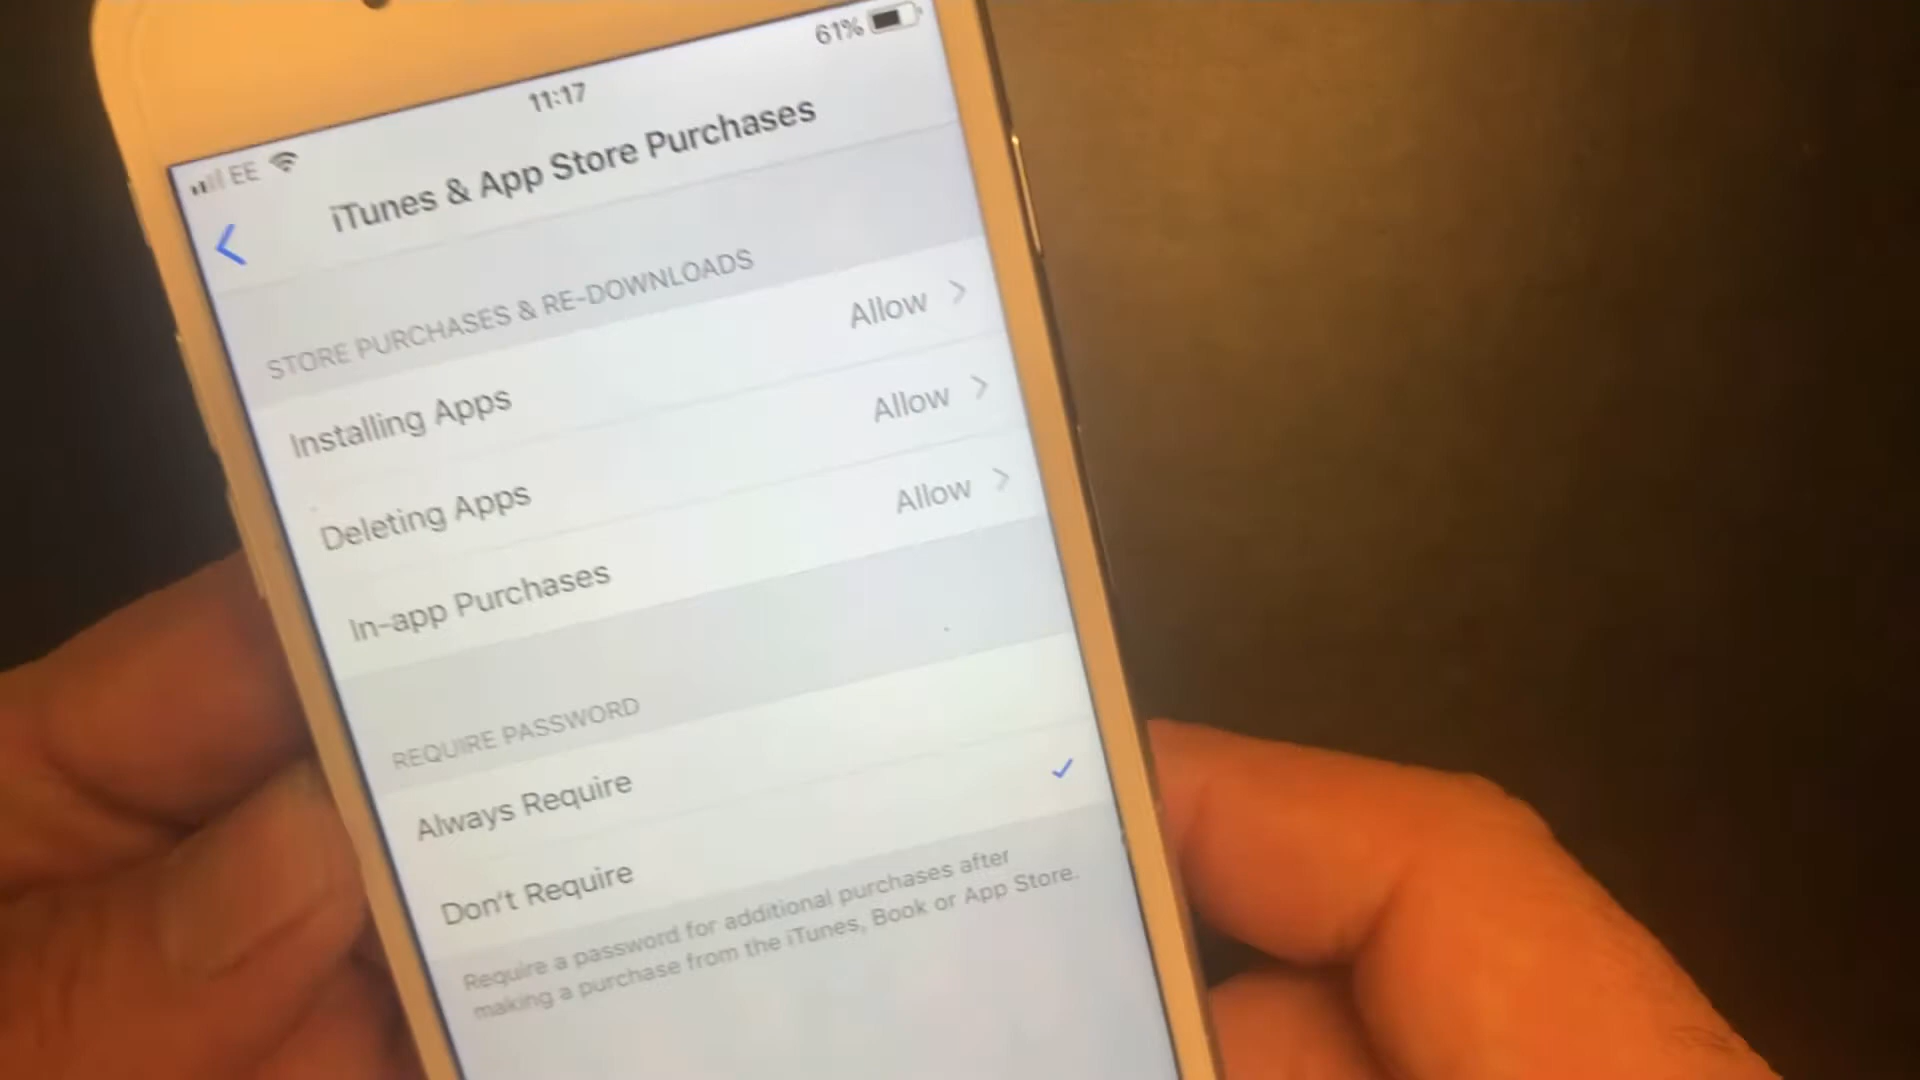 61%
11:17
EE
iTunes & App Store Purchases
STORE PURCHASES & RE-DOWNLOADS
Installing Apps Allow
Deleting Apps Allow
In-app Purchases Allow
REQUIRE PASSWORD
Always Require
Don't Require
Require a password for additional purchases after
making a purchase from the iTunes, Book or App Store.